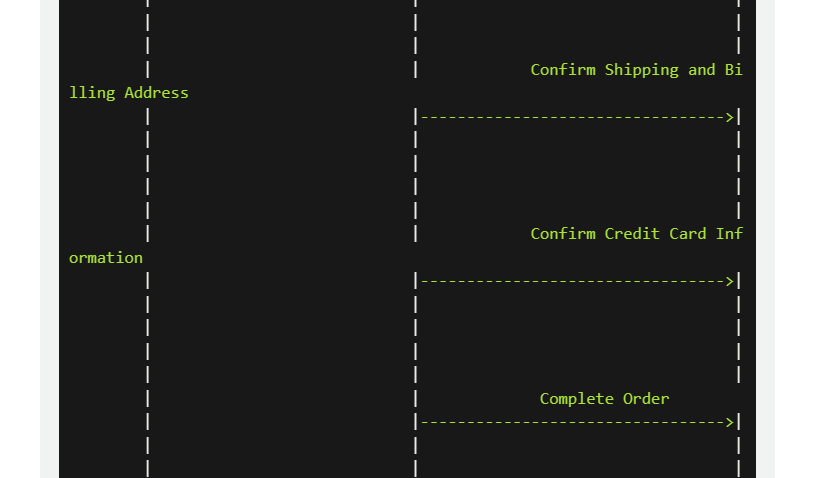 |                            |                                  |
|                            |                                  |
|                            |                                  |
|                            |            Confirm Shipping and Bi
lling Address
|                            |--------------------------------->|
|                            |                                  |
|                            |                                  |
|                            |                                  |
|                            |                                  |
|                            |            Confirm Credit Card Inf
ormation
|                            |--------------------------------->|
|                            |                                  |
|                            |                                  |
|                            |                                  |
|                            |                                  |
|                            |             Complete Order
|                            |--------------------------------->|
|                            |                                  |
|                            |                                  |